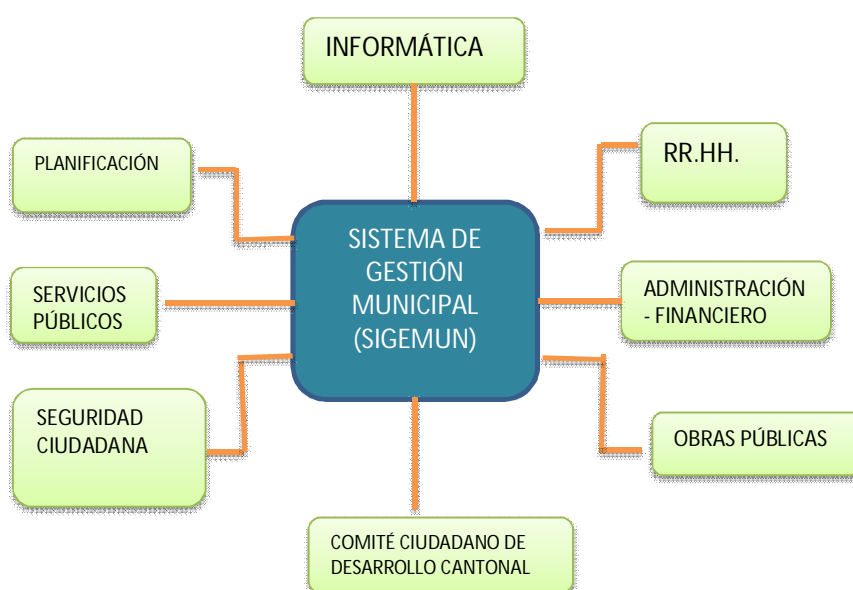 INFORMÁTICA
PLANIFICACIÓN
RR.HH.
SISTEMA DE
GESTIÓN
MUNICIPAL
(SIGEMUN)
SERVICIOS
PÚBLICOS
ADMINISTRACIÓN
- FINANCIERO
SEGURIDAD
CIUDADANA
OBRAS PÚBLICAS
COMITÉ CIUDADANO DE
DESARROLLO CANTONAL